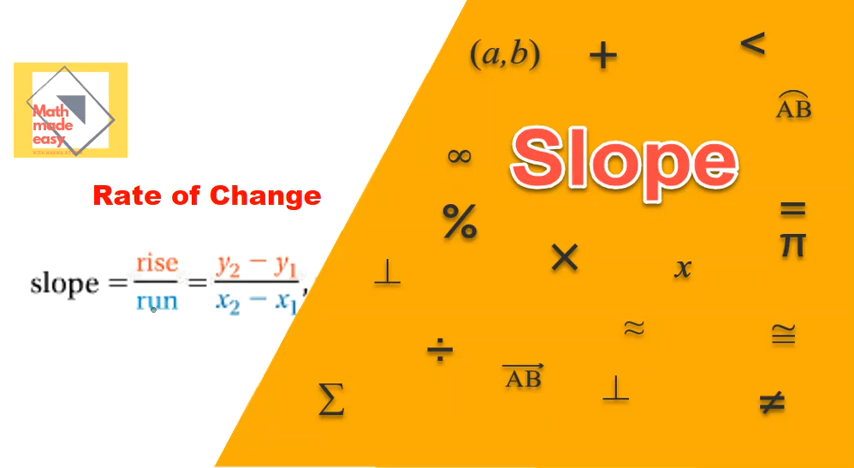 Math
made
easy
Rate of Change
slope = rise/run = y₂ − y₁/x₂ − x₁,
Slope
(a,b) + <
⌒AB
∞
%
=
π
× x
⊥
≈ ≅
÷
→AB
⊥
∑ ≠